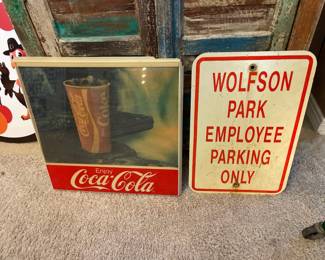 Coca-Cola
Enjoy
Coca-Cola
WOLFSON
PARK
EMPLOYEE
PARKING
ONLY